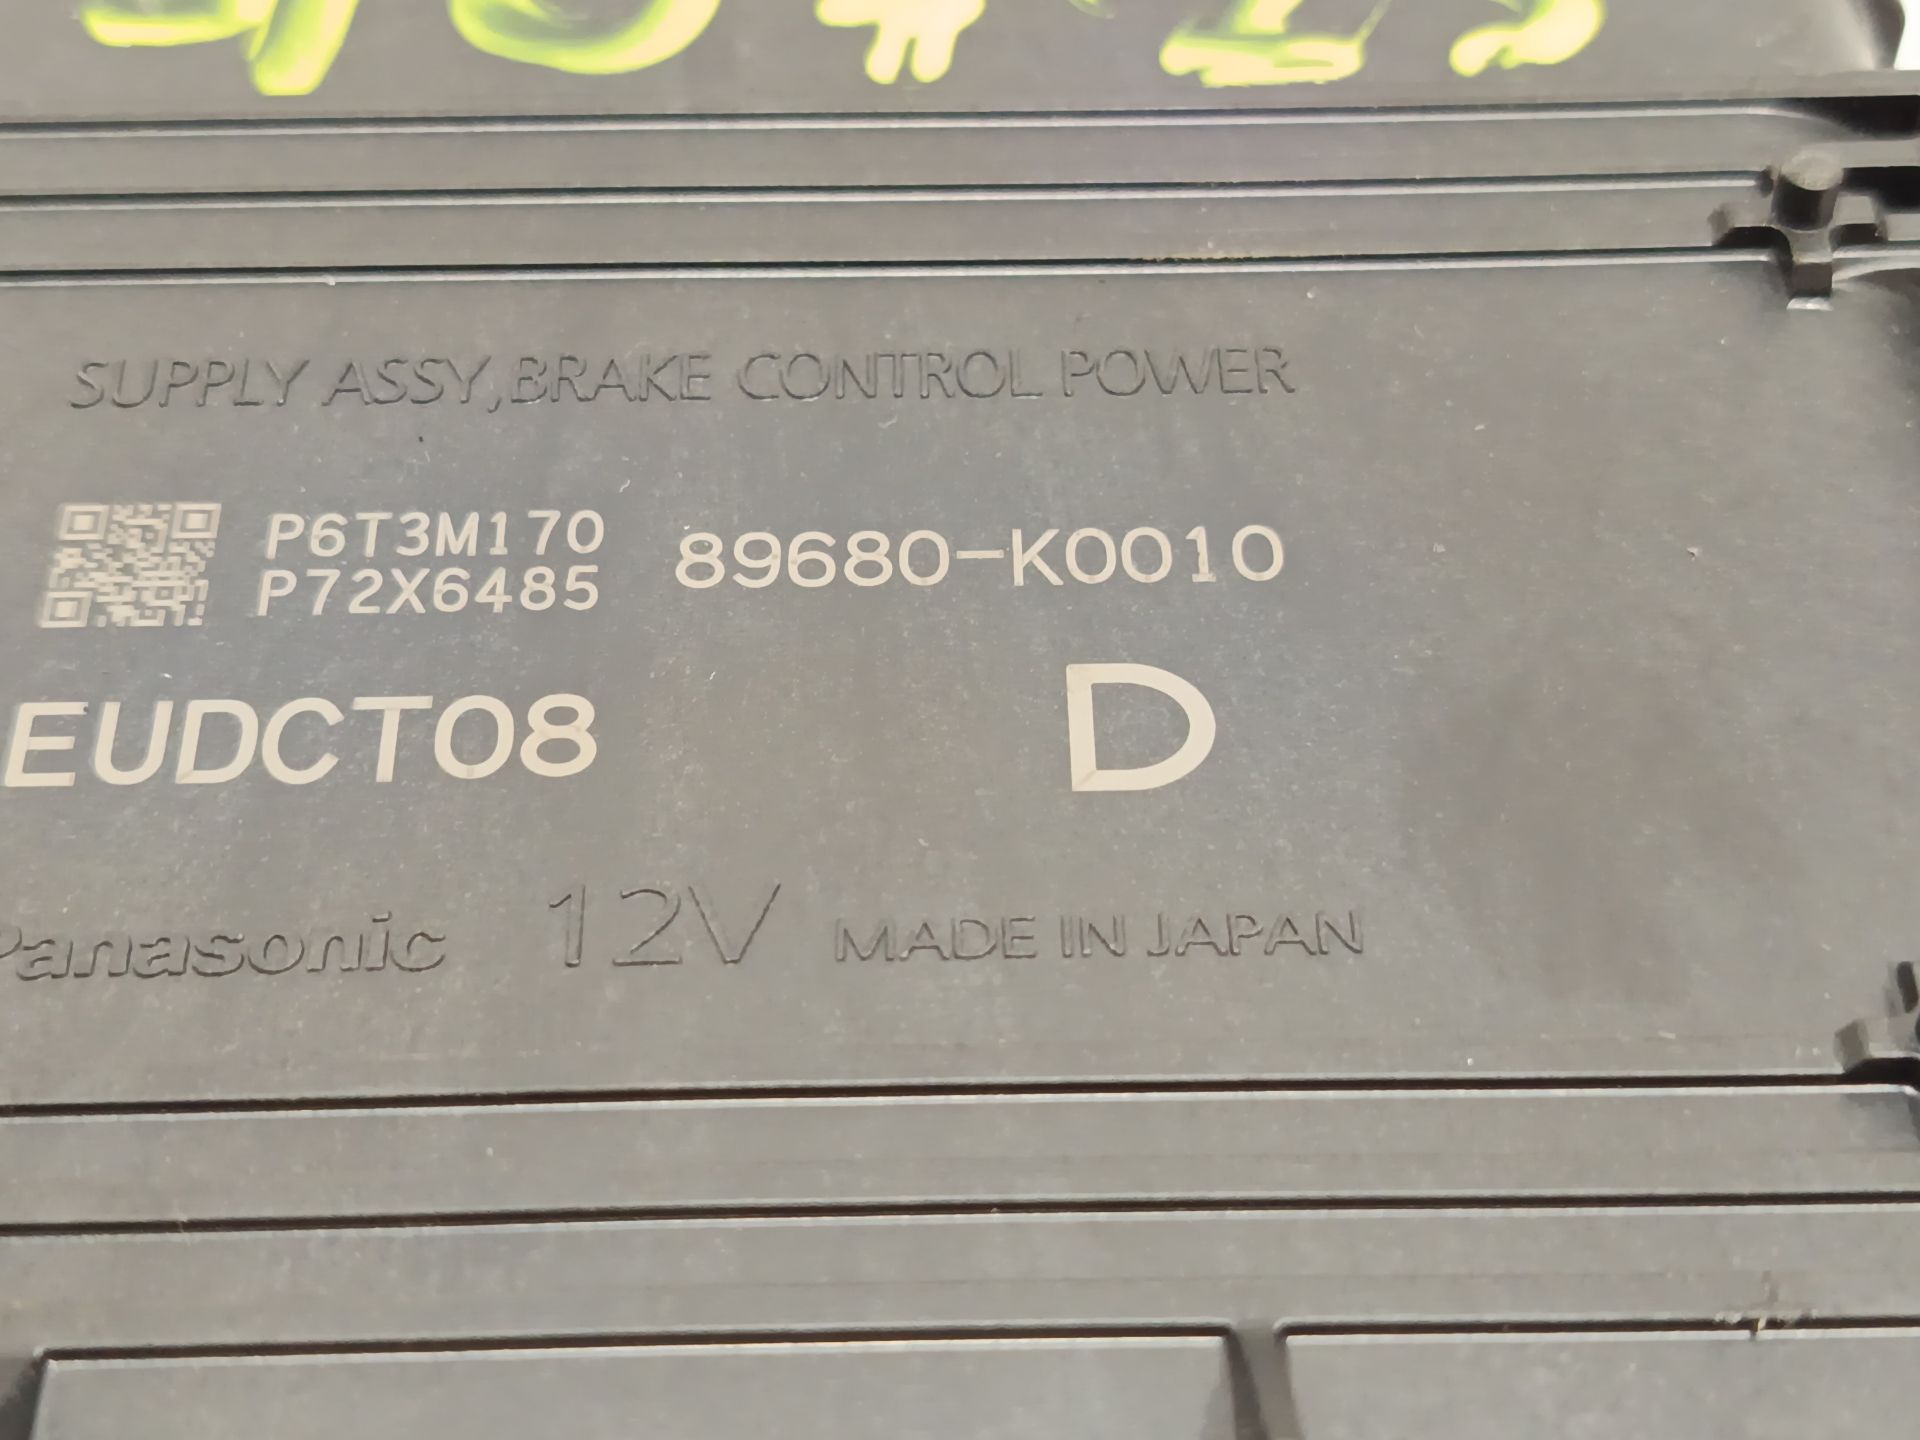 SUPPLY ASSY,BRAKE CONTROL POWER
P6T3M170
P72X6485
89680-K0010
EUDCT08
D
Panasonic 12V MADE IN JAPAN